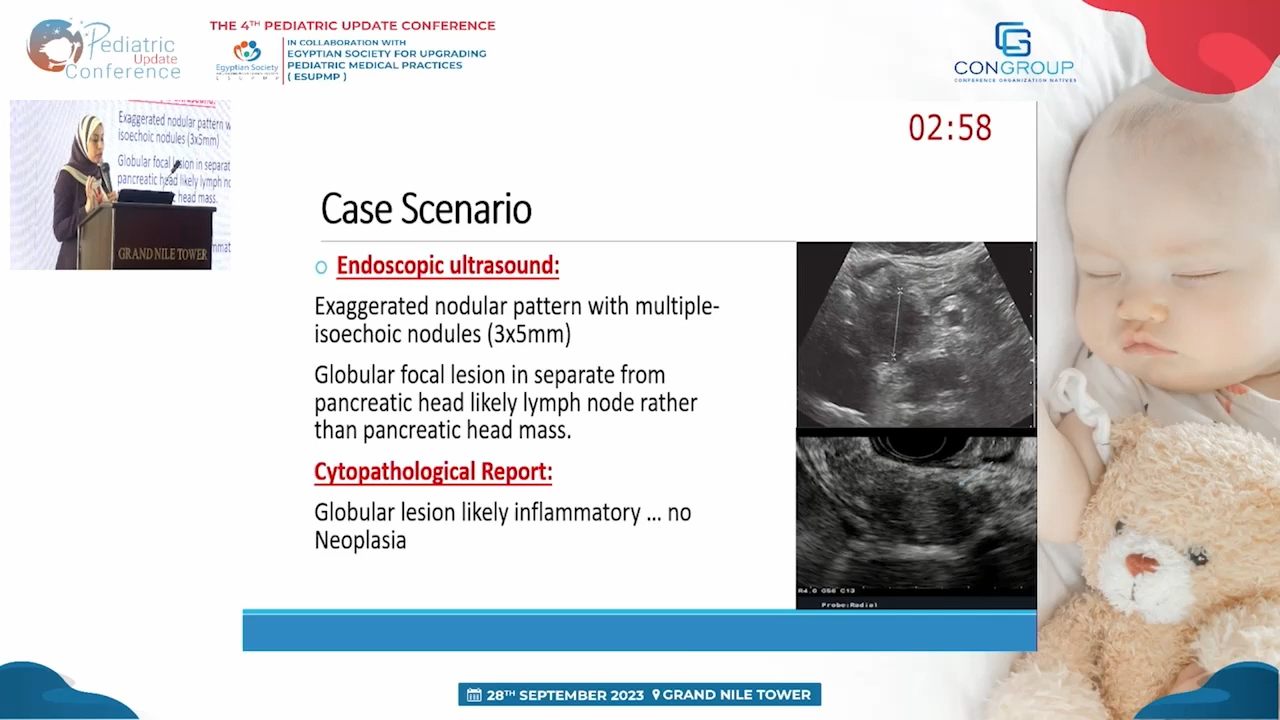 Pediatric
Update
Conference
THE 4TH PEDIATRIC UPDATE CONFERENCE
Egyptian Society
IN COLLABORATION WITH
EGYPTIAN SOCIETY FOR UPGRADING
PEDIATRIC MEDICAL PRACTICES
( ESUPMP )
CONGROUP
CONFERENCE ORGANIZATION NATIVES
Exaggerated nodular pattern w
isoechoic nodules (3x5mm)
Globular focal lesion in separat
pancreatic head likely lymph no
head mass.
GRAND NILE TOWER
02:58
Case Scenario
Endoscopic ultrasound:
Exaggerated nodular pattern with multiple-
isoechoic nodules (3x5mm)
Globular focal lesion in separate from
pancreatic head likely lymph node rather
than pancreatic head mass.
Cytopathological Report:
Globular lesion likely inflammatory ... no
Neoplasia
R4.0 G56 C13
Probe:Radial
28TH SEPTEMBER 2023 GRAND NILE TOWER